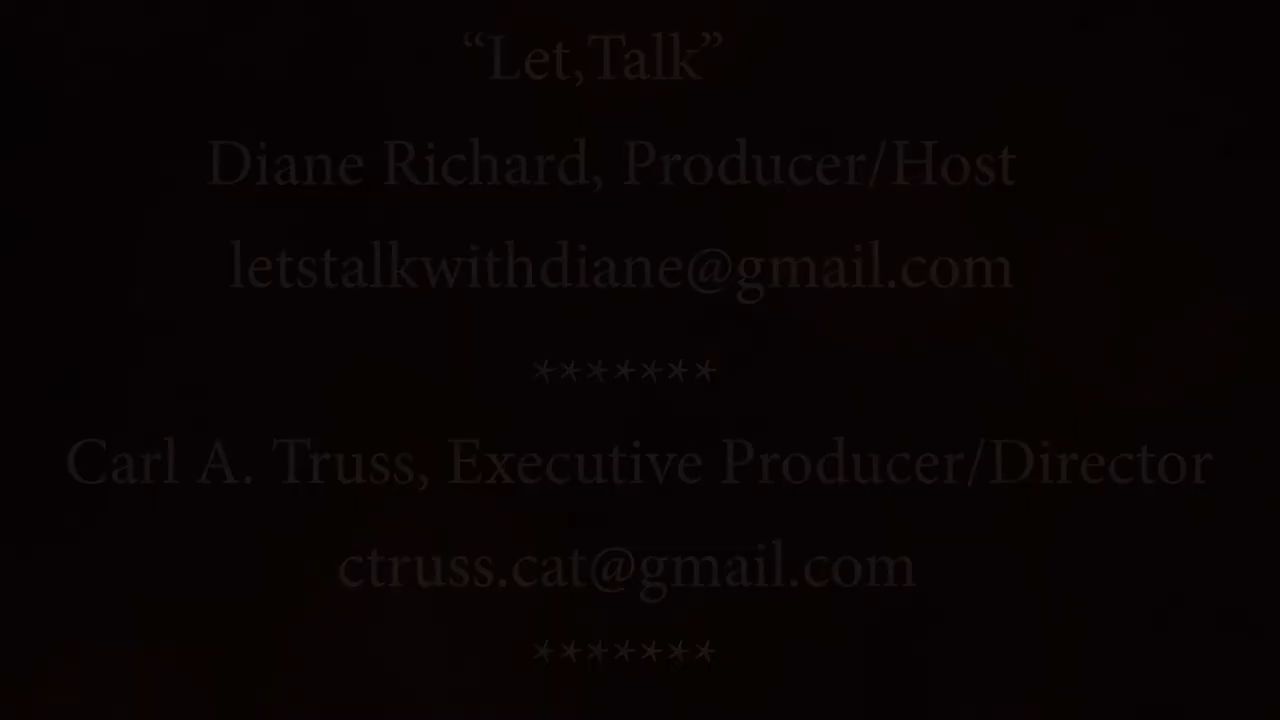 “Let,Talk”
Diane Richard, Producer/Host
letstalkwithdiane@gmail.com
*******
Carl A. Truss, Executive Producer/Director
ctruss.cat@gmail.com
*******